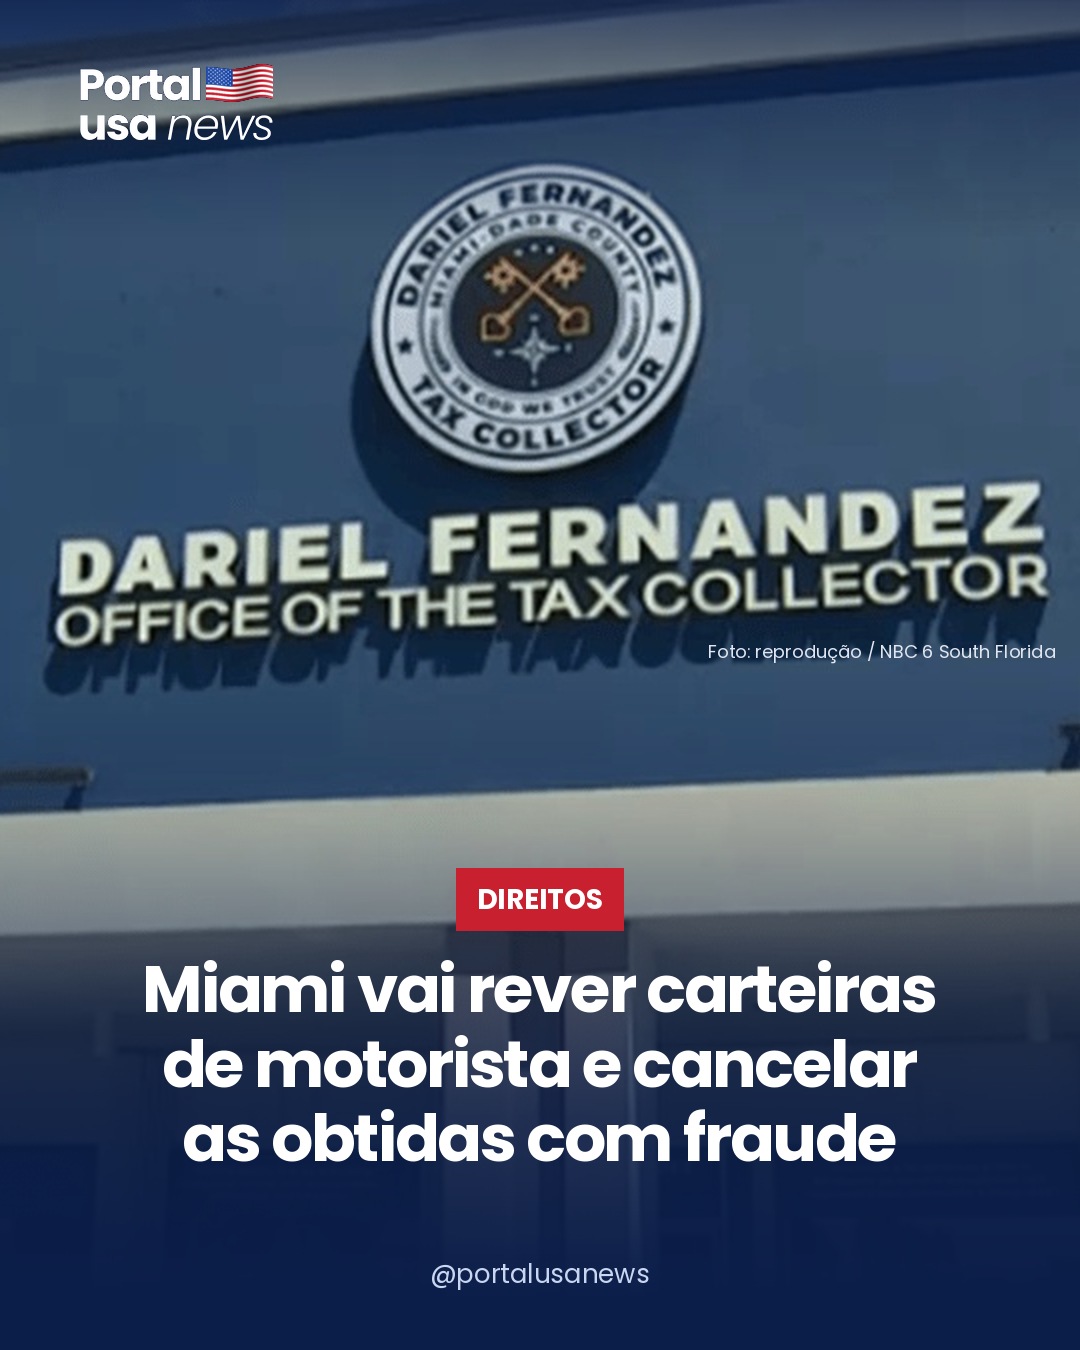 Portal
usa news
DARIEL FERNANDEZ
MIAMI-DADE COUNTY
IN GOD WE TRUST
TAX COLLECTOR
DARIEL FERNANDEZ
OFFICE OF THE TAX COLLECTOR
Foto: reprodução / NBC 6 South Florida
DIREITOS
Miami vai rever carteiras
de motorista e cancelar
as obtidas com fraude
@portalusanews